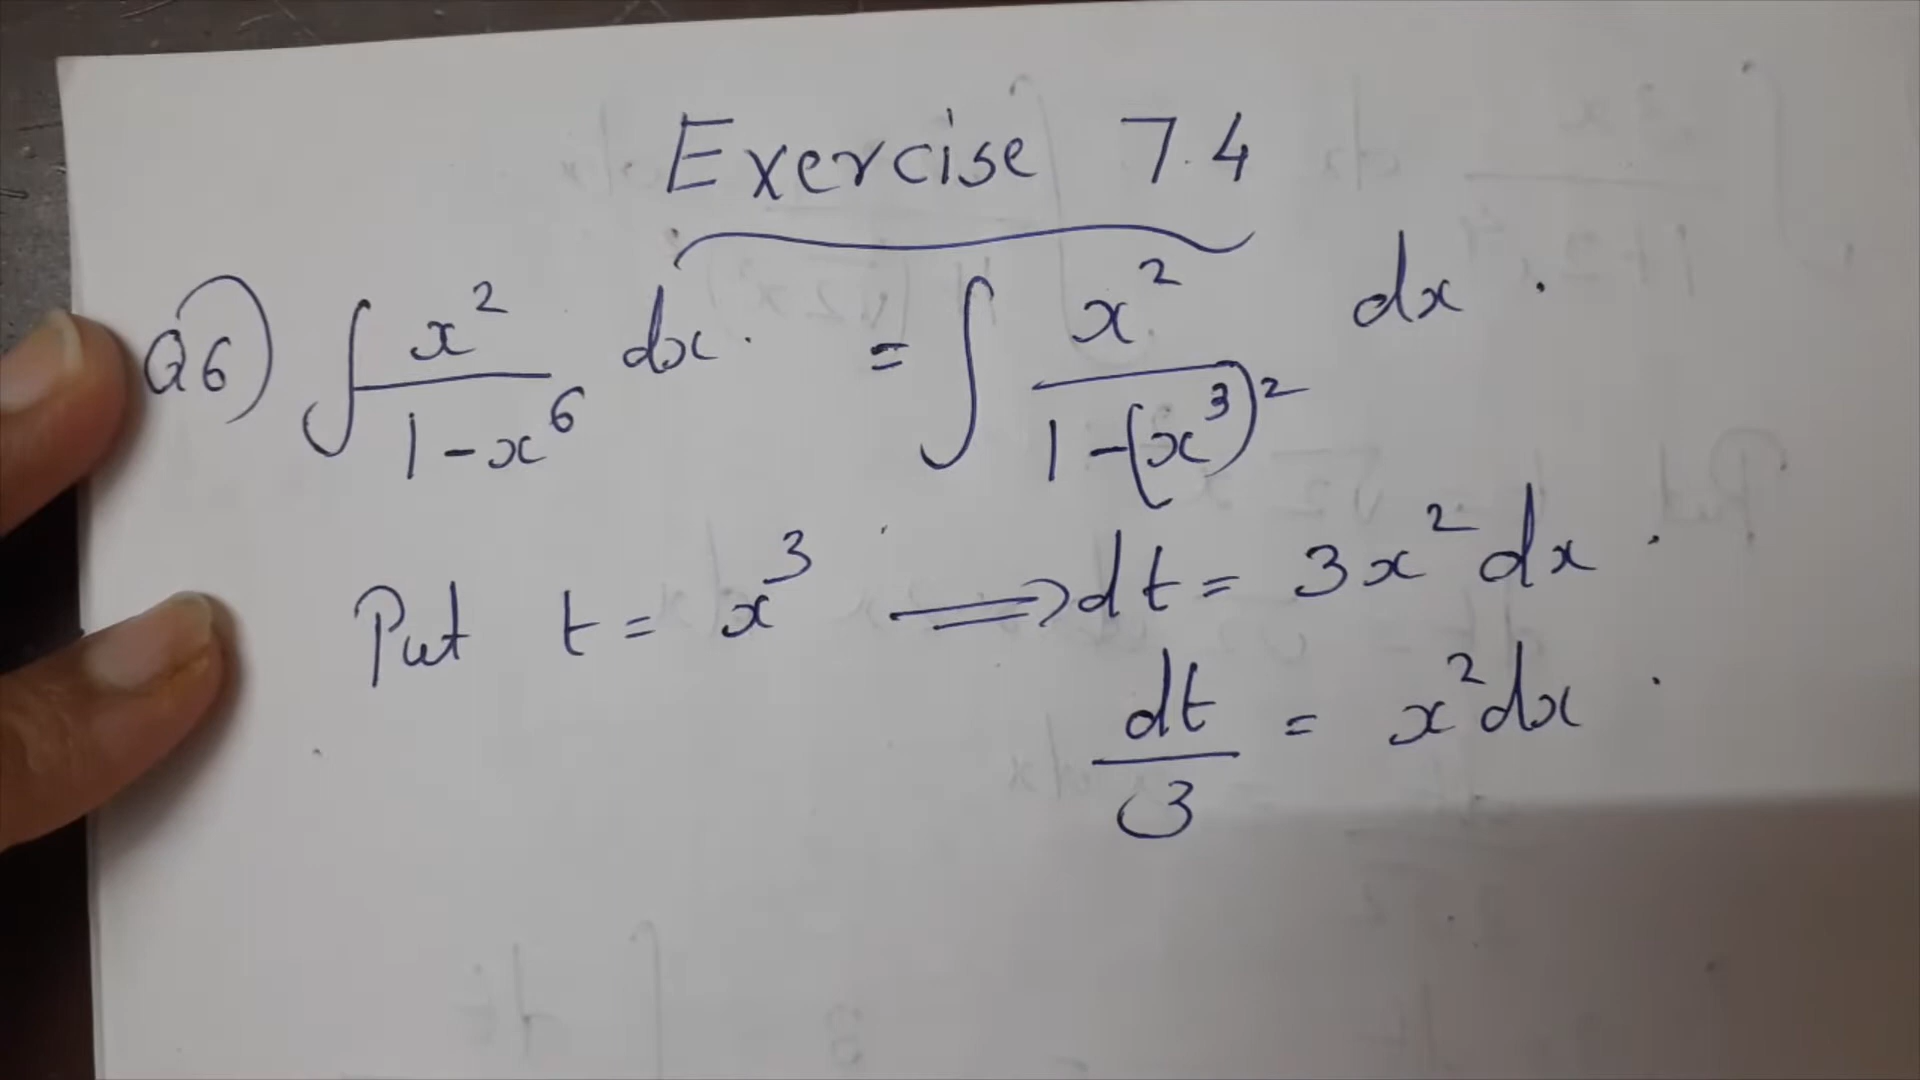 Exercise 7.4
Q6) ∫ x²/(1-x⁶) dx. = ∫ x²/(1-(x³)²) dx.
Put t = x³ ⟹ dt = 3x² dx.
dt/3 = x² dx.